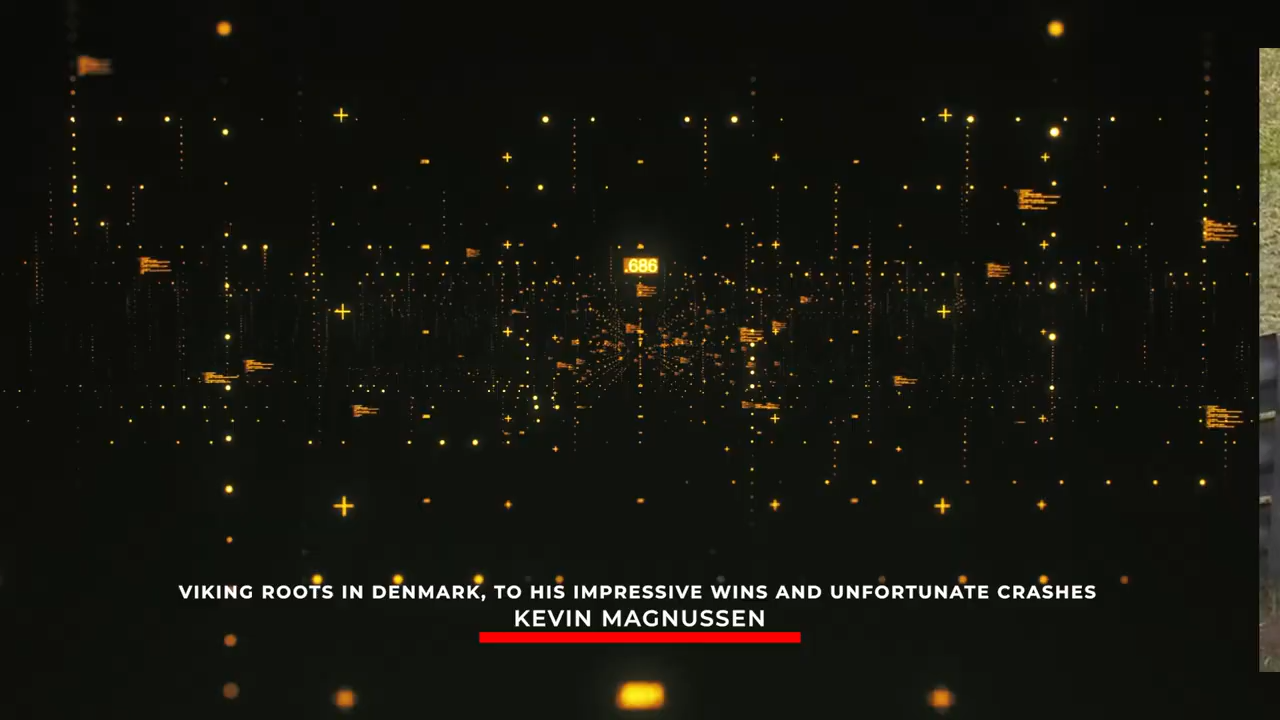 .686
VIKING ROOTS IN DENMARK, TO HIS IMPRESSIVE WINS AND UNFORTUNATE CRASHES
KEVIN MAGNUSSEN